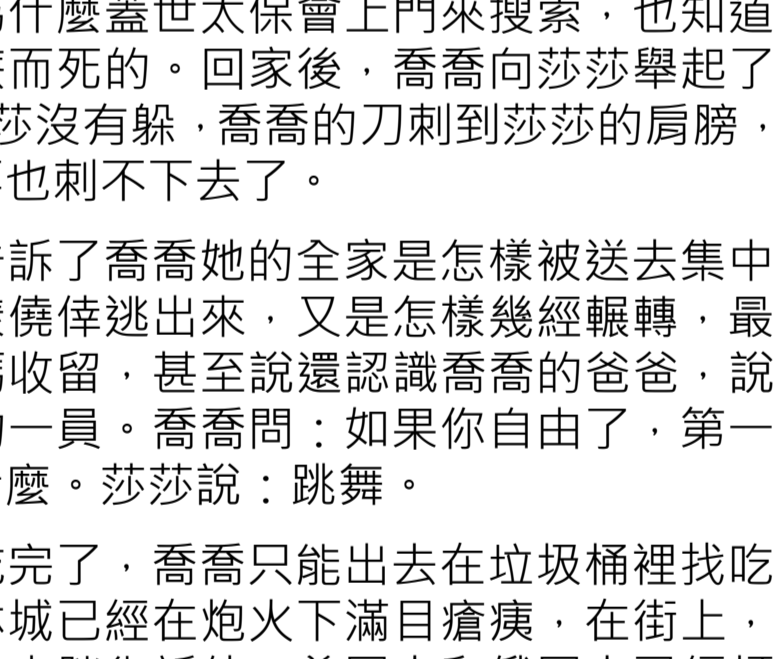 什麼蓋世太保會上門來搜索，也知道
而死的。回家後，喬喬向莎莎舉起了
莎沒有躲，喬喬的刀刺到莎莎的肩膀，
也刺不下去了。
訴了喬喬她的全家是怎樣被送去集中
僥倖逃出來，又是怎樣幾經輾轉，最
收留，甚至說還認識喬喬的爸爸，說
一員。喬喬問：如果你自由了，第一
麼。莎莎說：跳舞。
完了，喬喬只能出去在垃圾桶裡找吃
城已經在炮火下滿目瘡痍，在街上，